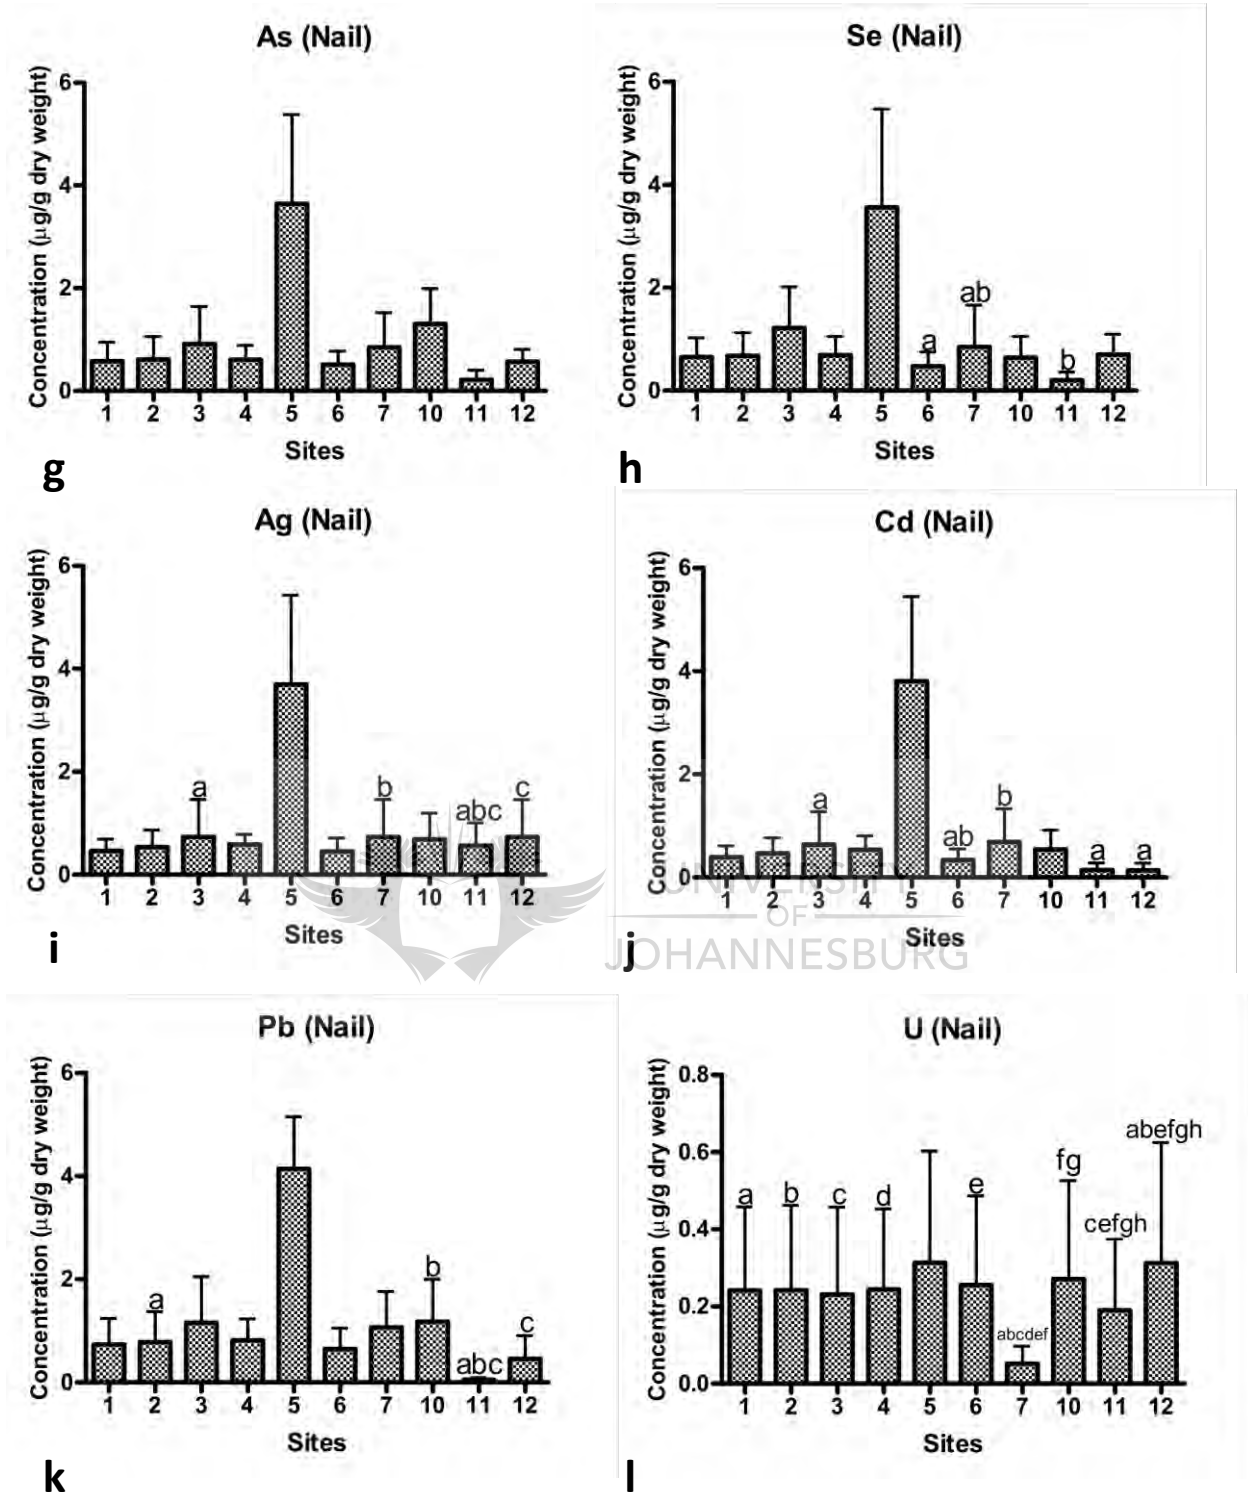 As (Nail)
Concentration (µg/g dry weight)
6
4
2
0
1 2 3 4 5 6 7 10 11 12
Sites
g
Se (Nail)
Concentration (µg/g dry weight)
6
4
2
0
a
ab
b
1 2 3 4 5 6 7 10 11 12
Sites
h
Ag (Nail)
Concentration (µg/g dry weight)
6
4
2
0
a
b
abc
c
1 2 3 4 5 6 7 10 11 12
Sites
i
Cd (Nail)
Concentration (µg/g dry weight)
6
4
2
0
a
ab
b
a
a
1 2 3 4 5 6 7 10 11 12
Sites
j
UNIVERSITY
OF
JOHANNESBURG
Pb (Nail)
Concentration (µg/g dry weight)
6
4
2
0
a
b
abc
c
1 2 3 4 5 6 7 10 11 12
Sites
k
U (Nail)
Concentration (µg/g dry weight)
0.8
0.6
0.4
0.2
0.0
a
b
c
d
e
abcdef
fg
cefgh
abefgh
1 2 3 4 5 6 7 10 11 12
Sites
l